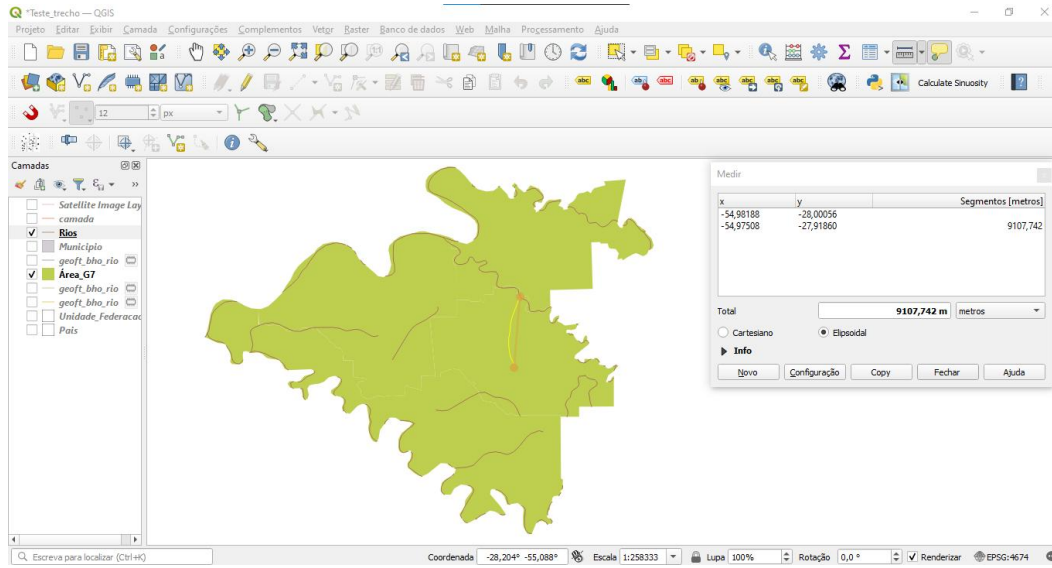 *Teste_trecho — QGIS
Projeto Editar Exibir Camada Configurações Complementos Vetor Raster Banco de dados Web Malha Processamento Ajuda
Calculate Sinuosity
12 px
Camadas
Satellite Image Lay
camada
Rios
Municipio
geoft_bho_rio
Área_G7
geoft_bho_rio
geoft_bho_rio
Unidade_Federacao
Pais
Medir
x y Segmentos [metros]
-54,98188 -28,00056
-54,97508 -27,91860 9107,742
Total 9107,742 m metros
Cartesiano Elipsoidal
Info
Novo Configuração Copy Fechar Ajuda
Escreva para localizar (Ctrl+K) Coordenada -28,204° -55,088° Escala 1:258333 Lupa 100% Rotação 0,0 ° Renderizar EPSG:4674